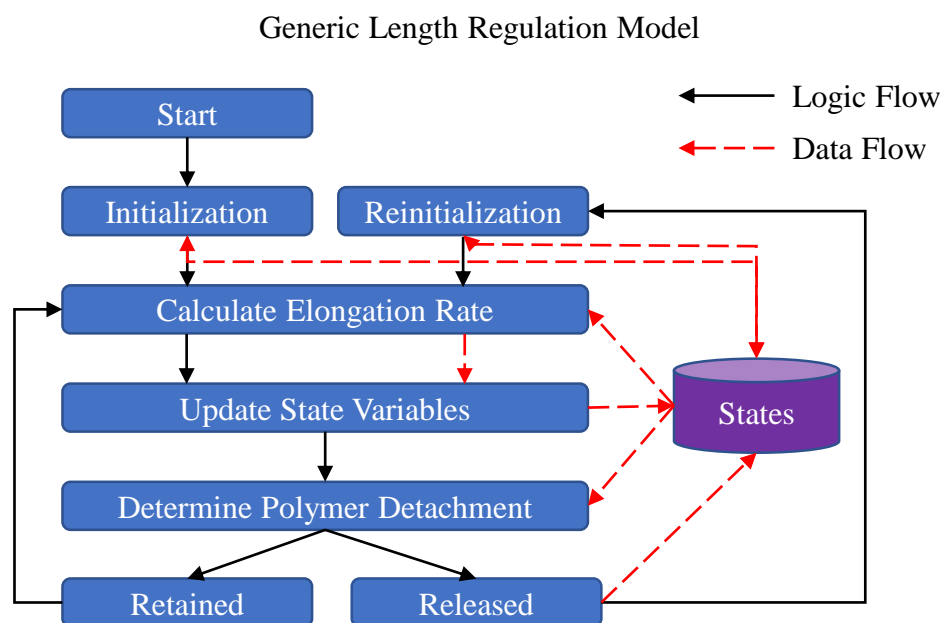 Generic Length Regulation Model
Logic Flow
Data Flow
Start
Initialization
Reinitialization
Calculate Elongation Rate
Update State Variables
States
Determine Polymer Detachment
Retained
Released